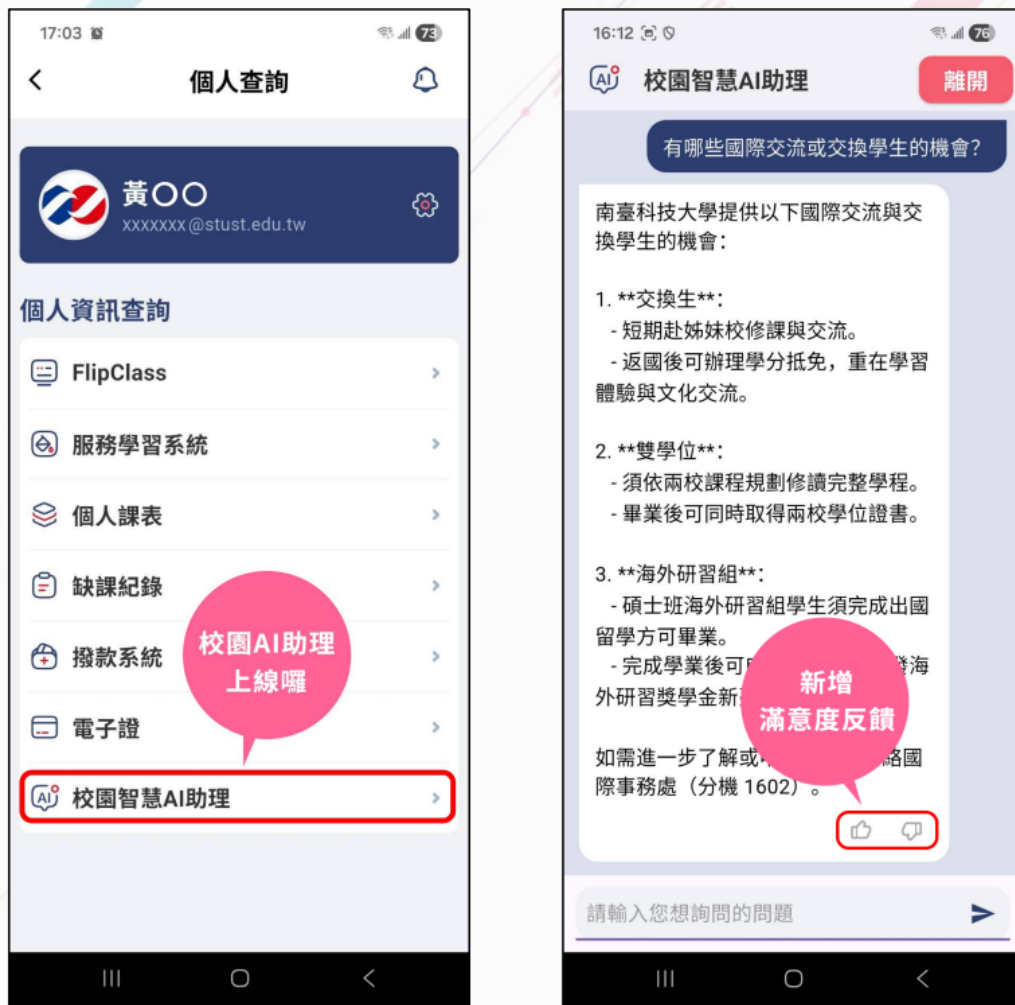 17:03
73
個人查詢
黃〇〇
xxxxxxx@stust.edu.tw
個人資訊查詢
FlipClass
服務學習系統
個人課表
缺課紀錄
撥款系統
電子證
校園智慧AI助理
校園AI助理
上線囉
16:12
76
AI 校園智慧AI助理
離開
有哪些國際交流或交換學生的機會?
南臺科技大學提供以下國際交流與交
換學生的機會:
1. **交換生**:
- 短期赴姊妹校修課與交流。
- 返國後可辦理學分抵免，重在學習
體驗與文化交流。
2. **雙學位**:
- 須依兩校課程規劃修讀完整學程。
- 畢業後可同時取得兩校學位證書。
3. **海外研習組**:
- 碩士班海外研習組學生須完成出國
留學方可畢業。
- 完成學業後可
發海
外研習獎學金新
如需進一步了解或
絡國
際事務處（分機 1602）。
新增
滿意度反饋
請輸入您想詢問的問題